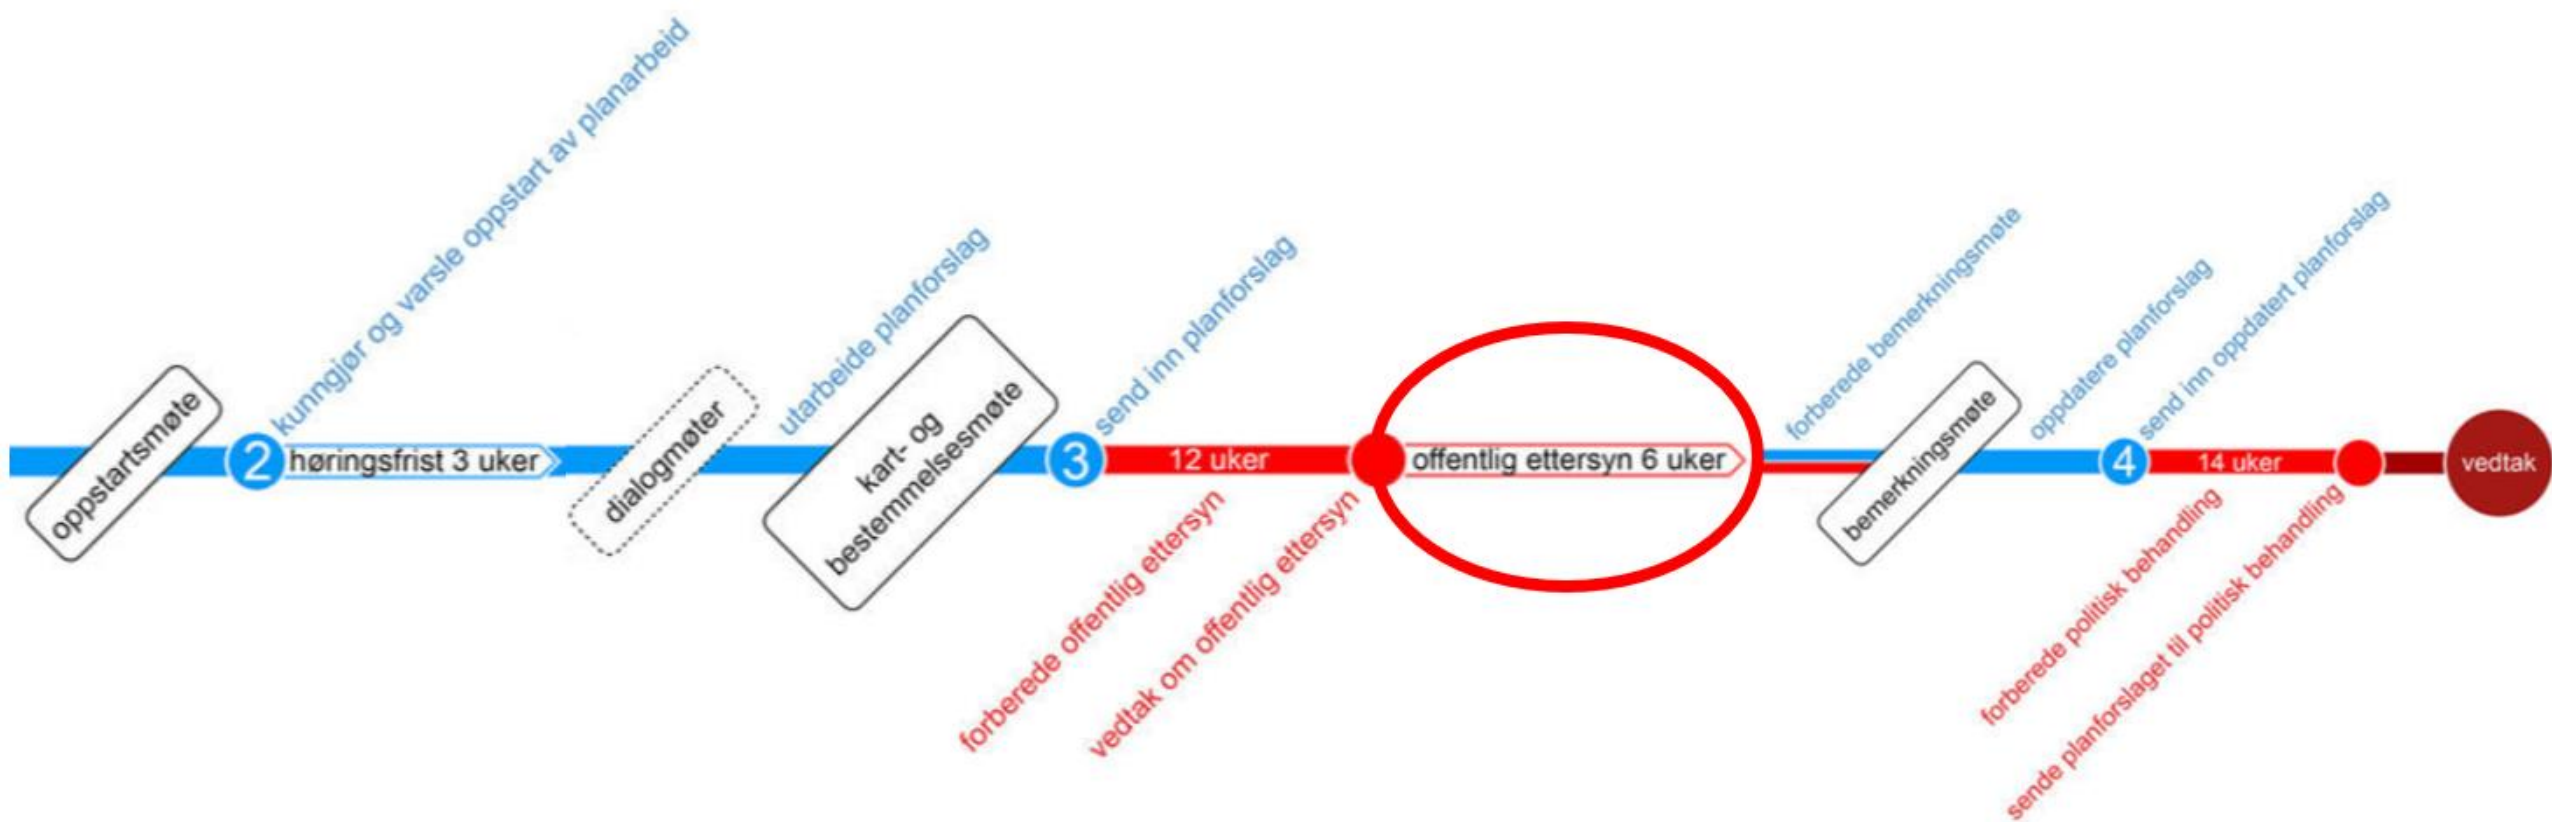 oppstartsmøte
2
kunngjør og varsle oppstart av planarbeid
høringsfrist 3 uker
dialogmøter
utarbeide planforslag
kart- og
bestemmelsesmøte
3
send inn planforslag
12 uker
forberede offentlig ettersyn
vedtak om offentlig ettersyn
offentlig ettersyn 6 uker
forberede bemerkningsmøte
bemerkningsmøte
oppdatere planforslag
4
send inn oppdatert planforslag
14 uker
forberede politisk behandling
sende planforslaget til politisk behandling
vedtak